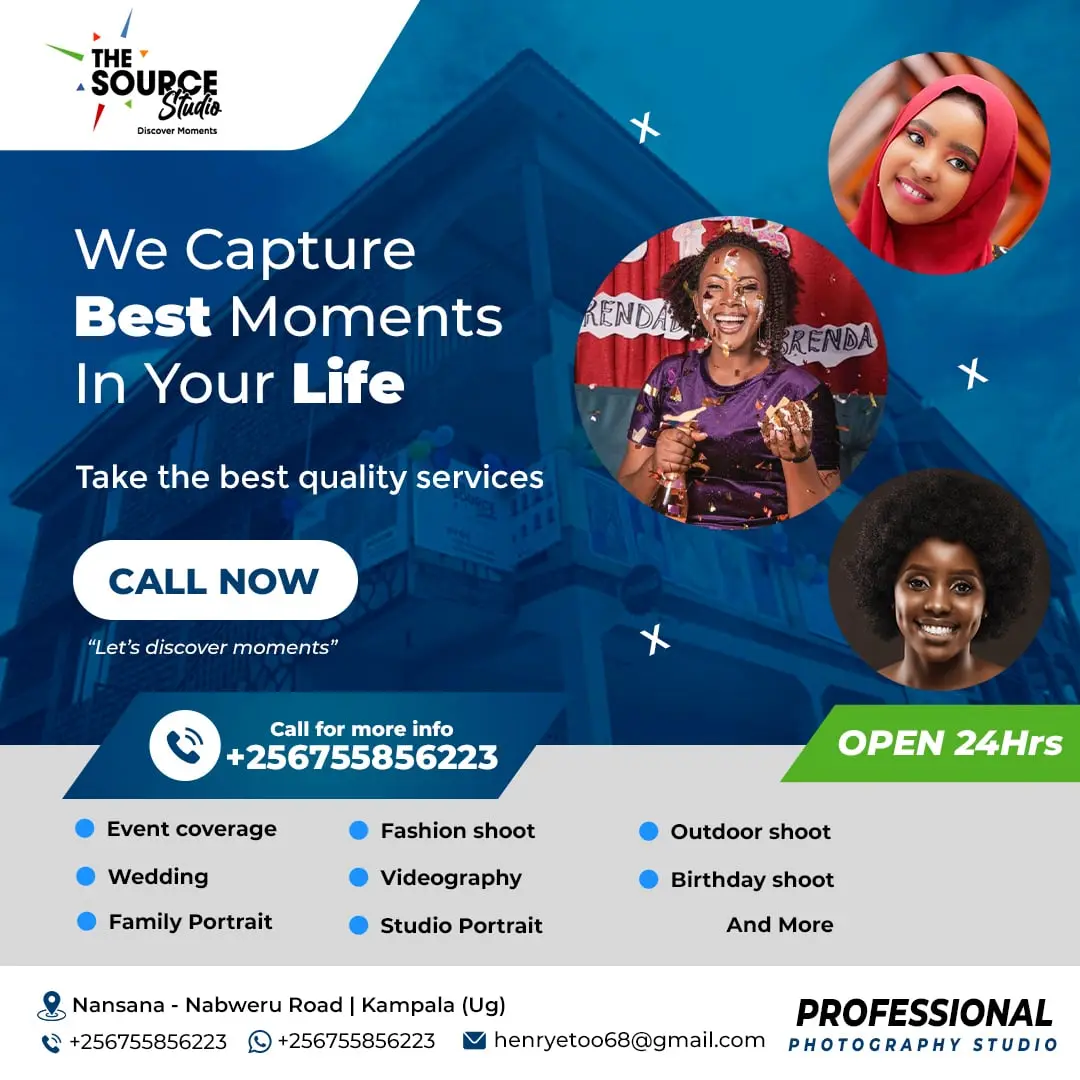 THE
SOURCE
Studio
Discover Moments
We Capture
Best Moments
In Your Life
Take the best quality services
CALL NOW
“Let’s discover moments”
RENDA
BRENDA
Call for more info
+256755856223
OPEN 24Hrs
Event coverage
Wedding
Family Portrait
Fashion shoot
Videography
Studio Portrait
Outdoor shoot
Birthday shoot
And More
Nansana - Nabweru Road | Kampala (Ug)
+256755856223
+256755856223
henryetoo68@gmail.com
PROFESSIONAL
PHOTOGRAPHY STUDIO